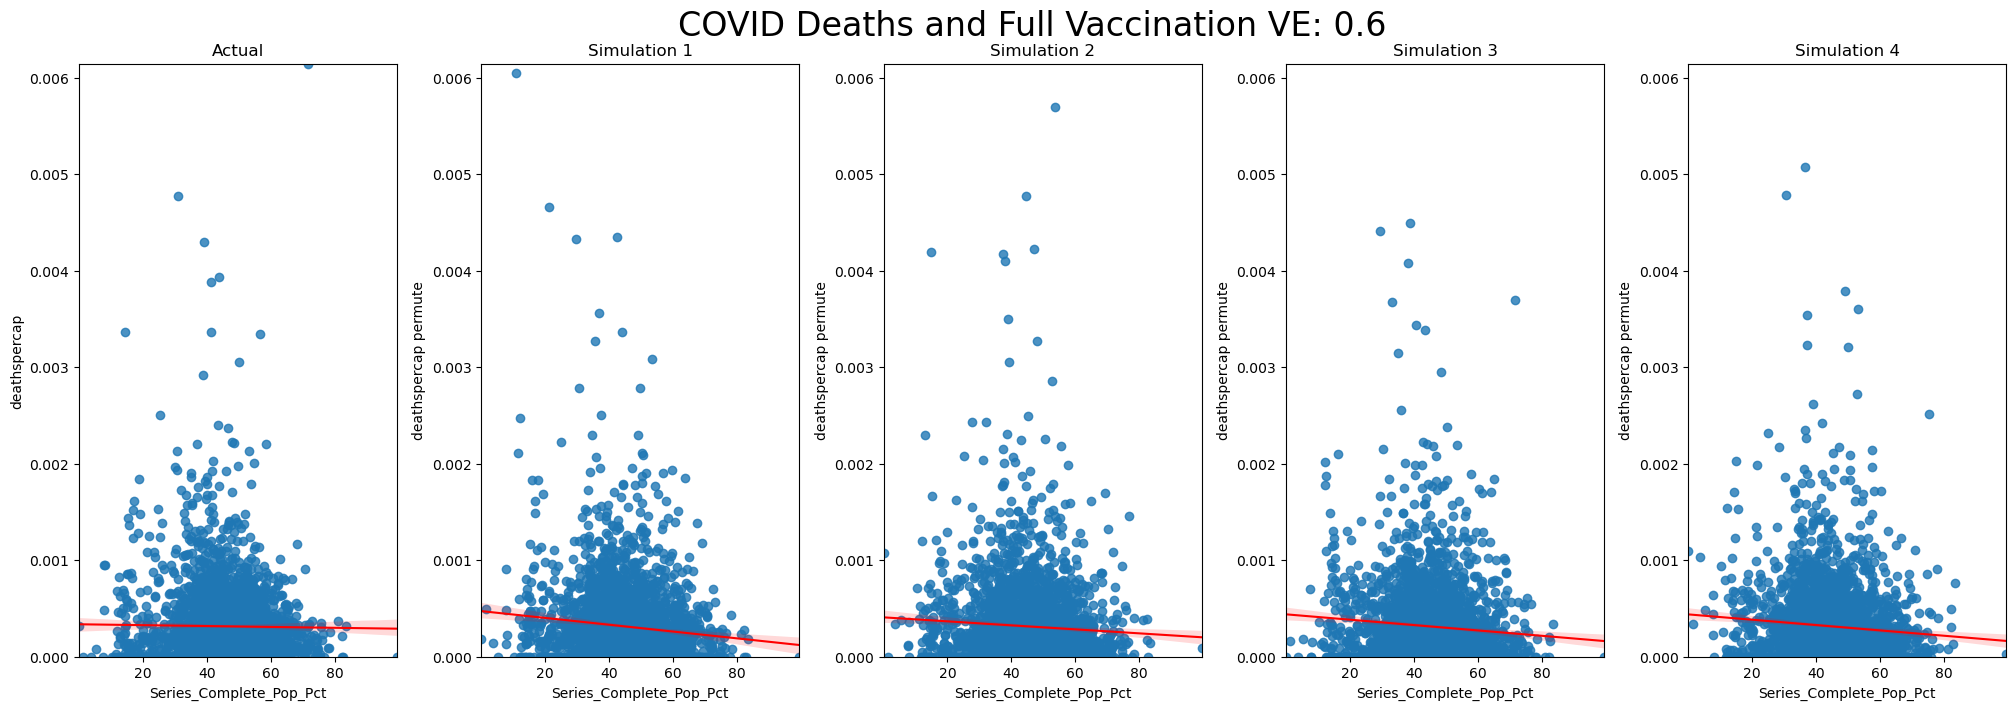 COVID Deaths and Full Vaccination VE: 0.6
Actual
0.006
0.005
0.004
0.003
0.002
0.001
0.000
deathspercap
20 40 60 80
Series_Complete_Pop_Pct
Simulation 1
0.006
0.005
0.004
0.003
0.002
0.001
0.000
deathspercap permute
20 40 60 80
Series_Complete_Pop_Pct
Simulation 2
0.006
0.005
0.004
0.003
0.002
0.001
0.000
deathspercap permute
20 40 60 80
Series_Complete_Pop_Pct
Simulation 3
0.006
0.005
0.004
0.003
0.002
0.001
0.000
deathspercap permute
20 40 60 80
Series_Complete_Pop_Pct
Simulation 4
0.006
0.005
0.004
0.003
0.002
0.001
0.000
deathspercap permute
20 40 60 80
Series_Complete_Pop_Pct